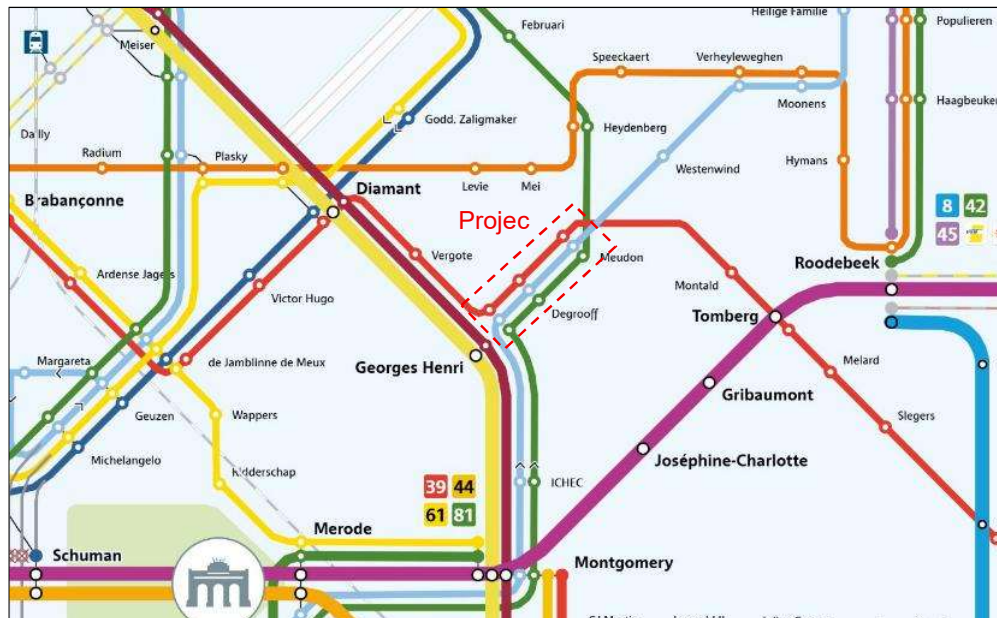 Meiser
Februari
Heilige Familie
Populieren
Speeckaert
Verheyleweghen
Moonens
Haagbeuken
Dailly
Godd. Zaligmaker
Heydenberg
Radium
Plasky
Westenwind
Hymans
Levie
Mei
Diamant
Brabançonne
8 42
45
Projec
Vergote
Meudon
Roodebeek
Ardense Jagers
Montald
Victor Hugo
Degrooff
Tomberg
Margareta
de Jamblinne de Meux
Georges Henri
Melard
Gribaumont
Geuzen
Wappers
Slegers
Michelangelo
Ridderschap
Joséphine-Charlotte
39 44
ICHEC
61 81
Merode
Schuman
Montgomery